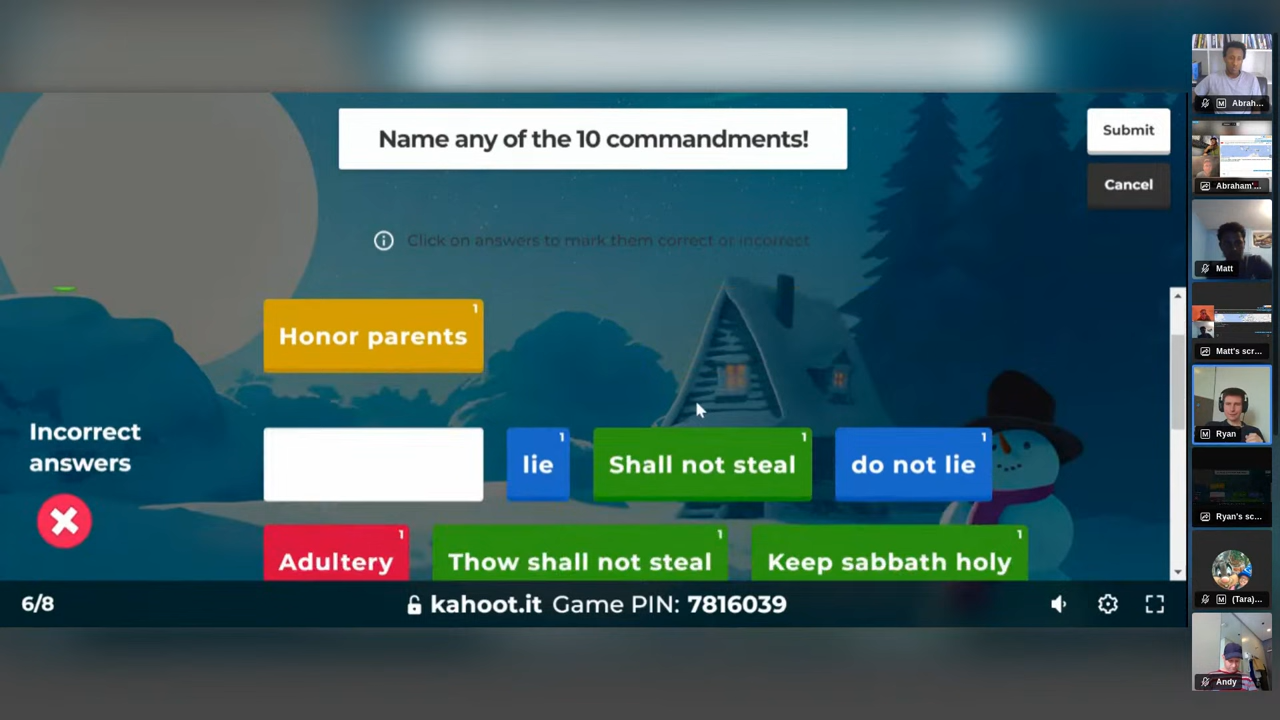 Name any of the 10 commandments!
Submit
Cancel
Click on answers to mark them correct or incorrect
Honor parents 1
Incorrect
answers
lie 1
Shall not steal 1
do not lie 1
Adultery 1
Thow shall not steal 1
Keep sabbath holy 1
6/8
kahoot.it Game PIN: 7816039
M Abrah...
Abraham'...
Matt
Matt's scr...
M Ryan
Ryan's sc...
M (Tara)...
Andy